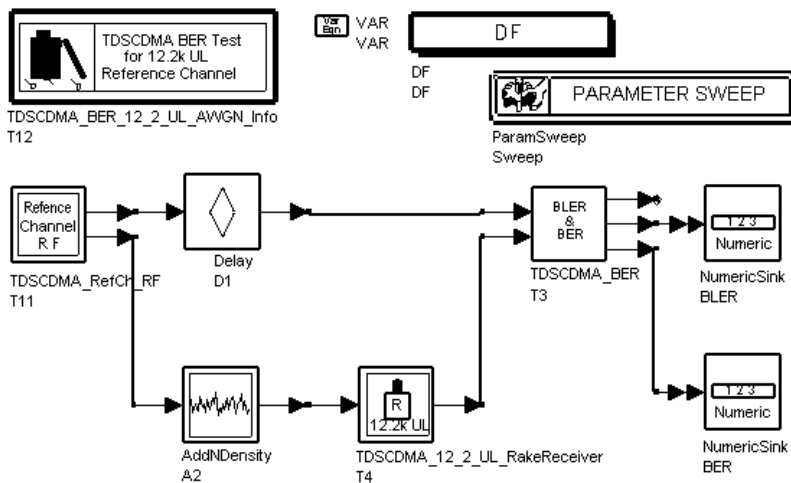 TDSCDMA BER Test
for 12.2k UL
Reference Channel
TDSCDMA_BER_12_2_UL_AWGN_Info
T12
Var
Eqn
VAR
VAR
DF
DF
DF
PARAMETER SWEEP
ParamSweep
Sweep
Refence
Channel
R F
TDSCDMA_RefCh_RF
T11
Delay
D1
BLER
&
BER
TDSCDMA_BER
T3
1 2 3
Numeric
NumericSink
BLER
AddNDensity
A2
R
12.2k UL
TDSCDMA_12_2_UL_RakeReceiver
T4
1 2 3
Numeric
NumericSink
BER